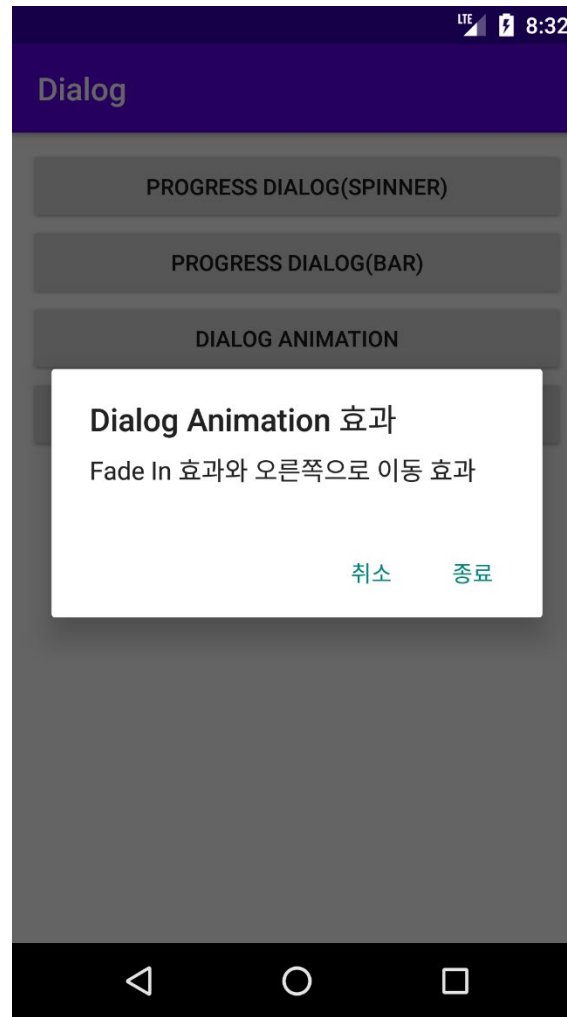 LTE 8:32
Dialog
PROGRESS DIALOG(SPINNER)
PROGRESS DIALOG(BAR)
DIALOG ANIMATION
Dialog Animation 효과
Fade In 효과와 오른쪽으로 이동 효과
취소 종료